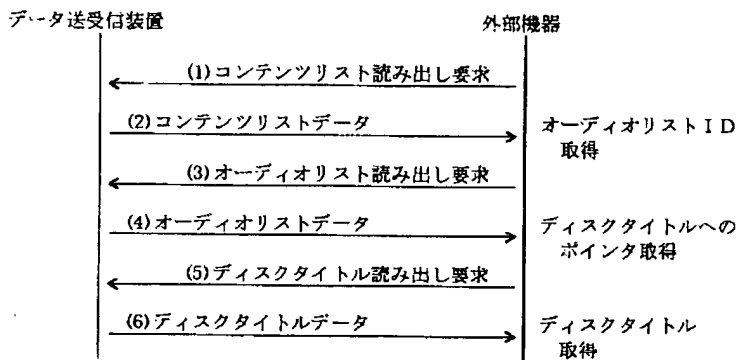 データ送受信装置
外部機器
(1)コンテンツリスト読み出し要求
(2)コンテンツリストデータ
オーディオリストID
取得
(3)オーディオリスト読み出し要求
(4)オーディオリストデータ
ディスクタイトルへの
ポインタ取得
(5)ディスクタイトル読み出し要求
(6)ディスクタイトルデータ
ディスクタイトル
取得